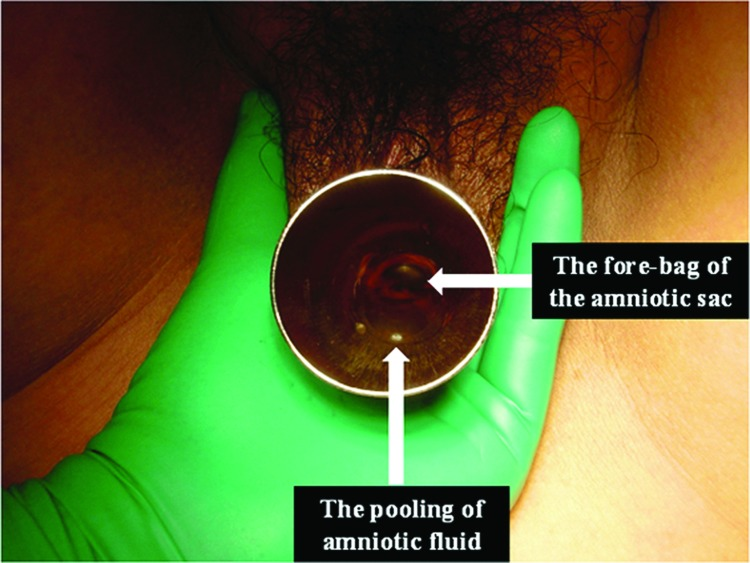 The fore-bag of
the amniotic sac
The pooling of
amniotic fluid